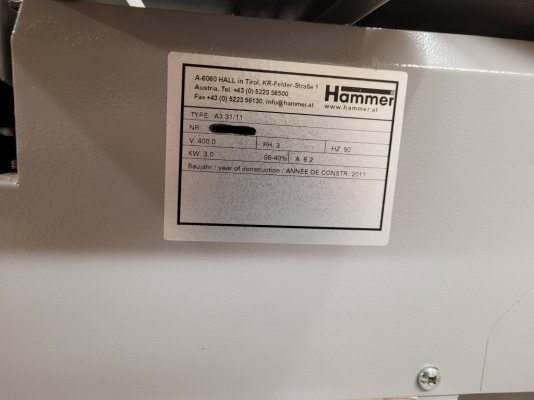 A-6060 HALL in Tirol, KR-Felder-Straße 1
Austria, Tel. +43 (0) 5223 58500
Fax +43 (0) 5223 56130, info@hammer.at
Hammer
www.hammer.at
TYPE: A3 31/11
NR:
V: 400.0 PH: 3 HZ: 50
KW: 3.0 S6-40% A: 6.2
Baujahr / year of construction / ANNÉE DE CONSTR. 2011